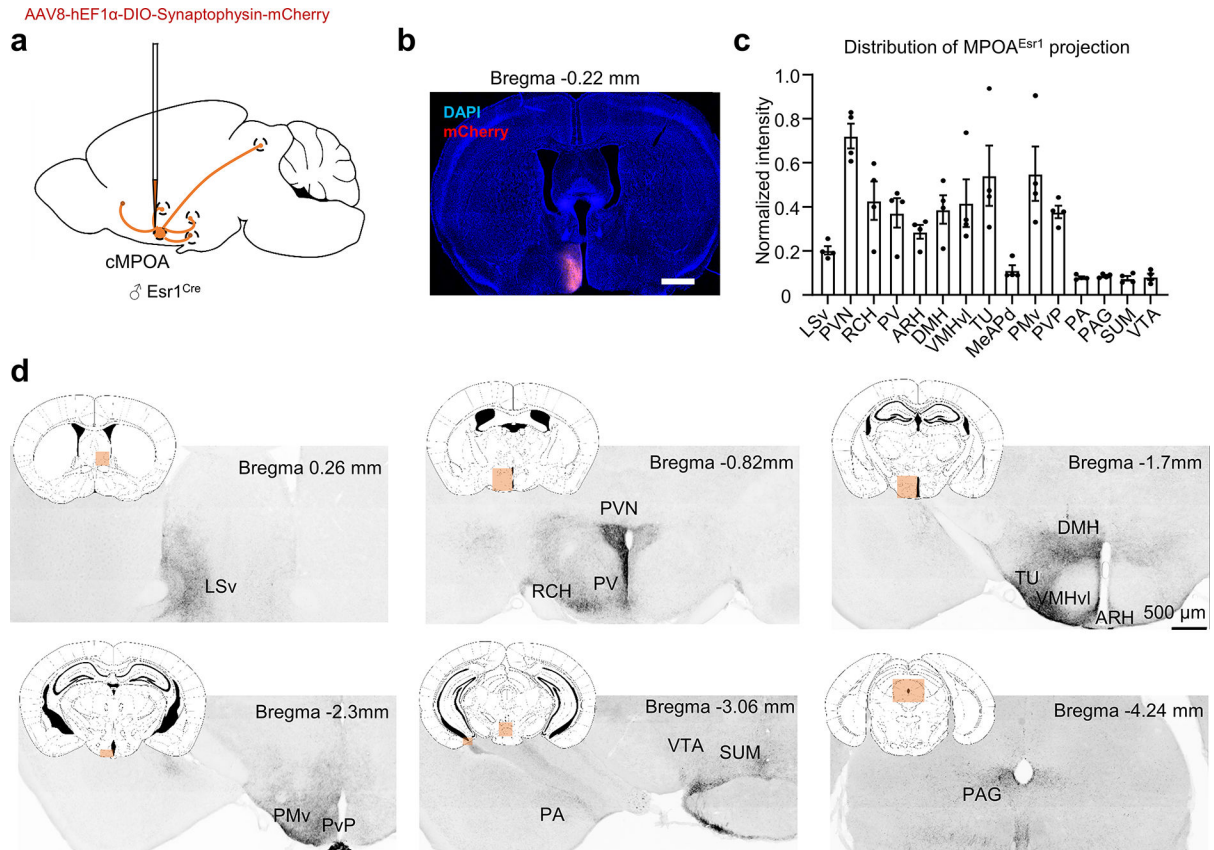 AAV8-hEF1α-DIO-Synaptophysin-mCherry
a
cMPOA
♂ Esr1Cre
b
Bregma -0.22 mm
DAPI
mCherry
c
Distribution of MPOAEsr1 projection
Normalized intensity
1.0
0.8
0.6
0.4
0.2
0
LSv
PVN
RCH
PV
ARH
DMH
VMHvl
TU
MeAPd
PMv
PVP
PA
PAG
SUM
VTA
d
Bregma 0.26 mm
LSv
Bregma -0.82mm
PVN
RCH
PV
Bregma -1.7mm
DMH
TU
VMHvl
ARH
500 µm
Bregma -2.3mm
PMv
PvP
Bregma -3.06 mm
VTA
SUM
PA
Bregma -4.24 mm
PAG